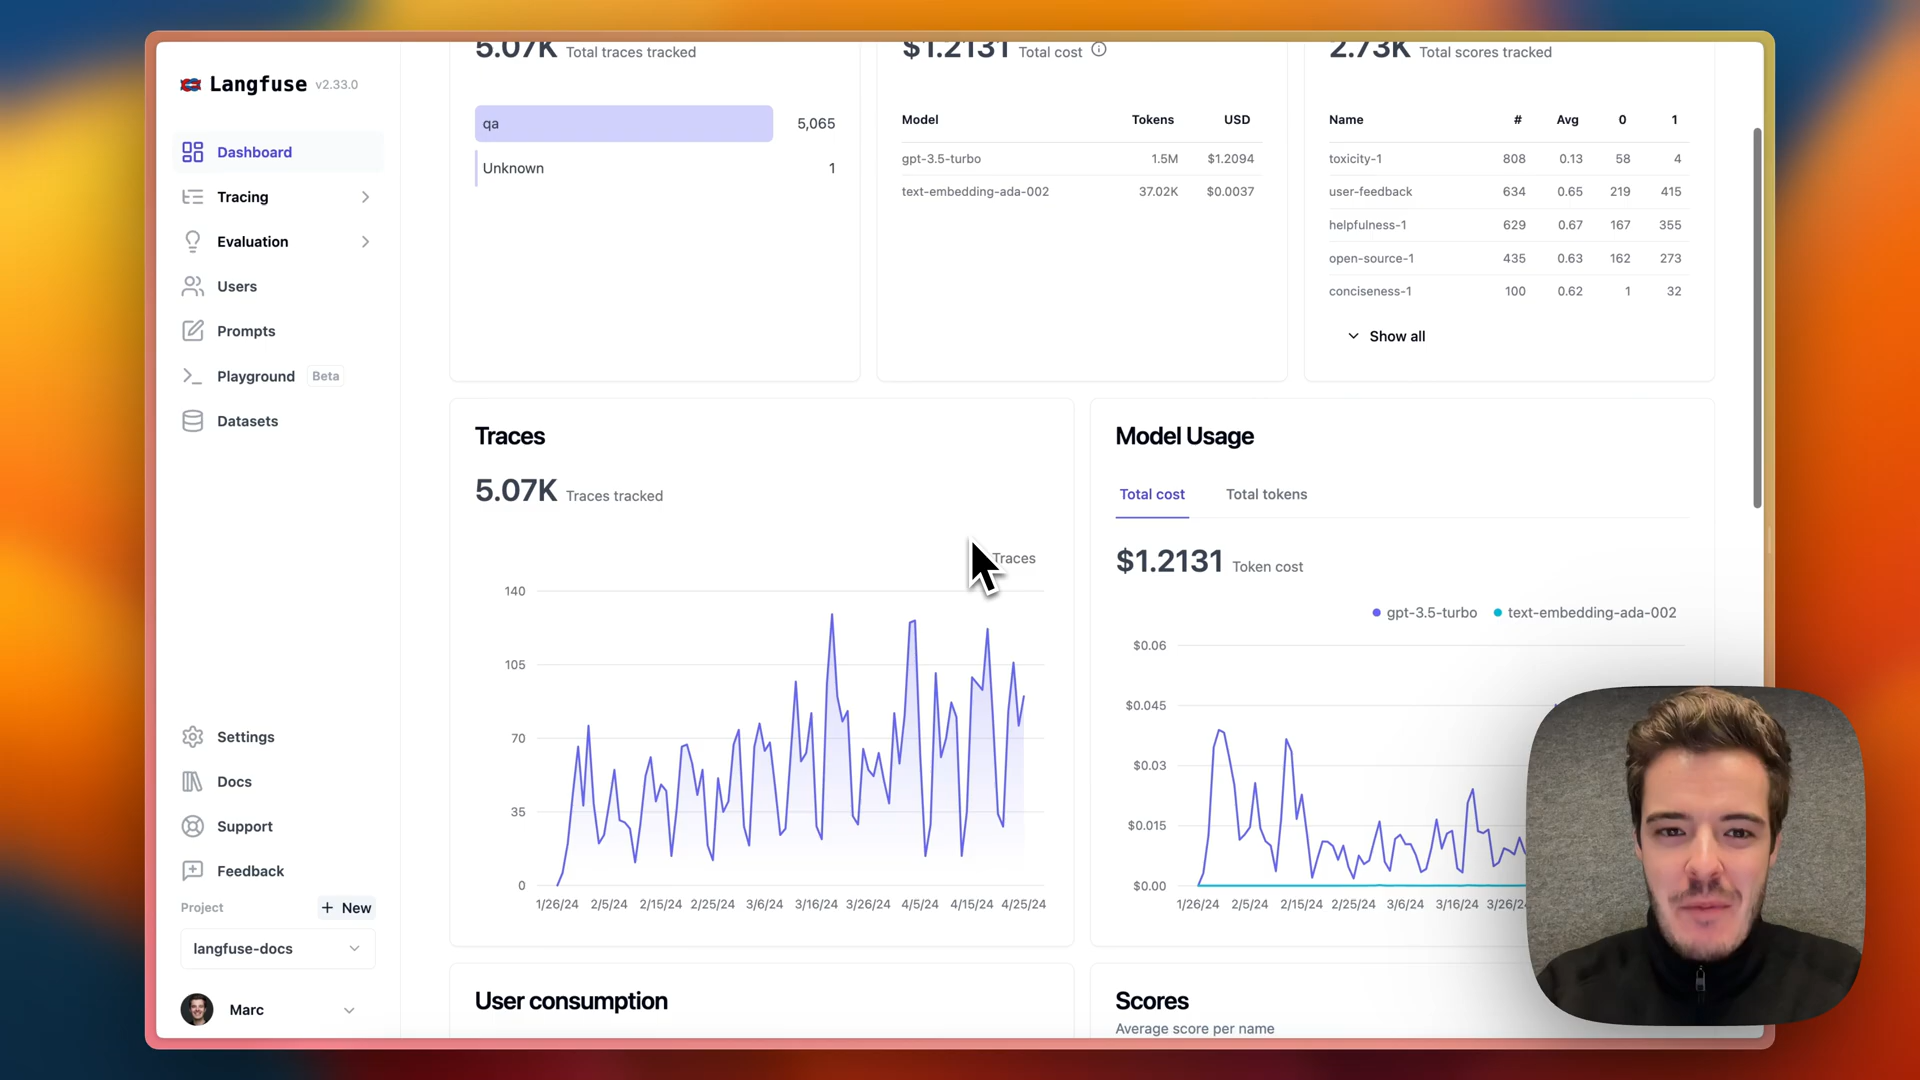 Langfuse v2.33.0
Dashboard
Tracing
Evaluation
Users
Prompts
Playground Beta
Datasets
Settings
Docs
Support
Feedback
Project + New
langfuse-docs
Marc
5.07K Total traces tracked
qa 5,065
Unknown 1
$1.2131 Total cost
Model Tokens USD
gpt-3.5-turbo 1.5M $1.2094
text-embedding-ada-002 37.02K $0.0037
2.73K Total scores tracked
Name # Avg 0 1
toxicity-1 808 0.13 58 4
user-feedback 634 0.65 219 415
helpfulness-1 629 0.67 167 355
open-source-1 435 0.63 162 273
conciseness-1 100 0.62 1 32
Show all
Traces
5.07K Traces tracked
Traces
140
105
70
35
0
1/26/24 2/5/24 2/15/24 2/25/24 3/6/24 3/16/24 3/26/24 4/5/24 4/15/24 4/25/24
Model Usage
Total cost Total tokens
$1.2131 Token cost
gpt-3.5-turbo text-embedding-ada-002
$0.06
$0.045
$0.03
$0.015
$0.00
1/26/24 2/5/24 2/15/24 2/25/24 3/6/24 3/16/24 3/26/2
User consumption
Scores
Average score per name